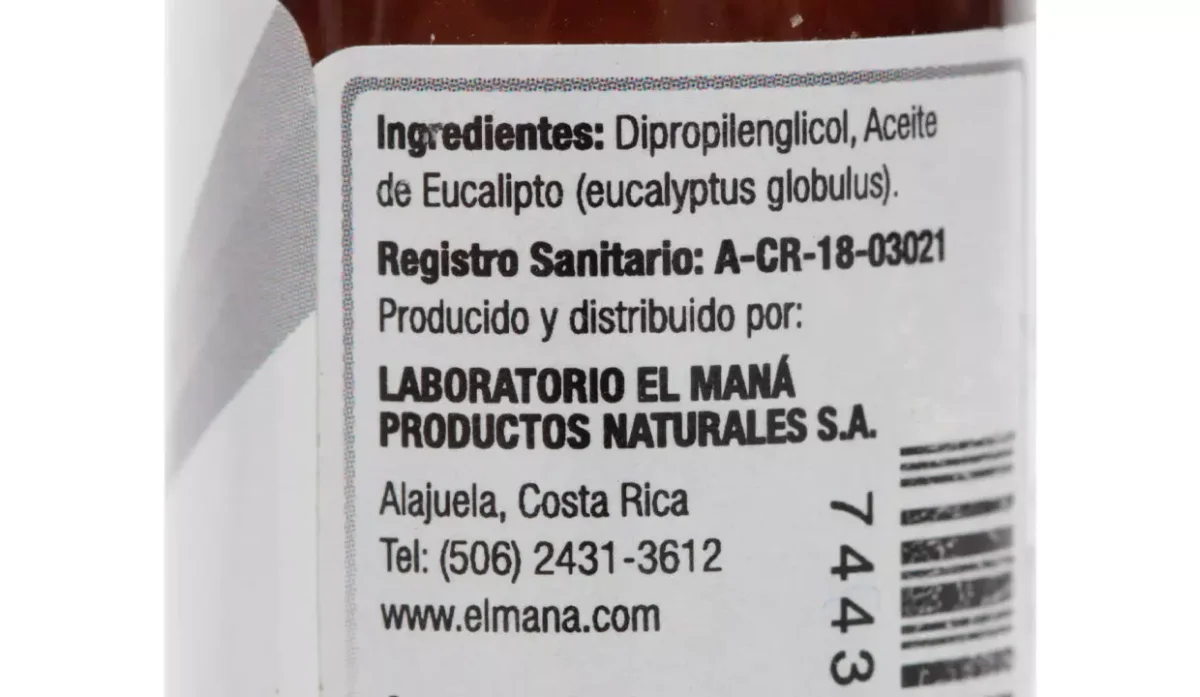 Ingredientes: Dipropilenglicol, Aceite
de Eucalipto (eucalyptus globulus).
Registro Sanitario: A-CR-18-03021
Producido y distribuido por:
LABORATORIO EL MANÁ
PRODUCTOS NATURALES S.A.
Alajuela, Costa Rica
Tel: (506) 2431-3612
www.elmana.com
7443